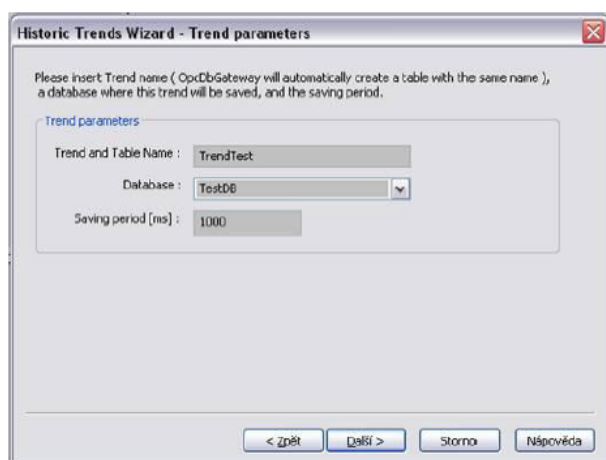 Historic Trends Wizard - Trend parameters
Please insert Trend name ( OpcDbGateway will automatically create a table with the same name ),
a database where this trend will be saved, and the saving period.
Trend parameters
Trend and Table Name : TrendTest
Database : TestDB
Saving period [ms] : 1000
< Zpět Další > Storno Nápověda